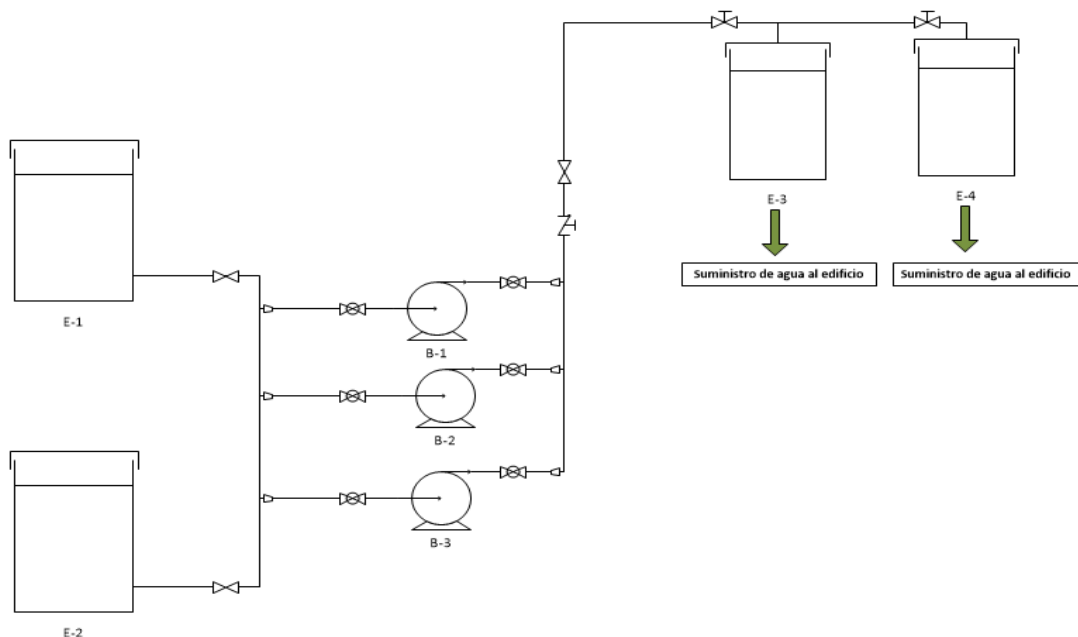 E-3
E-4
Suministro de agua al edificio
Suministro de agua al edificio
E-1
B-1
B-2
B-3
E-2